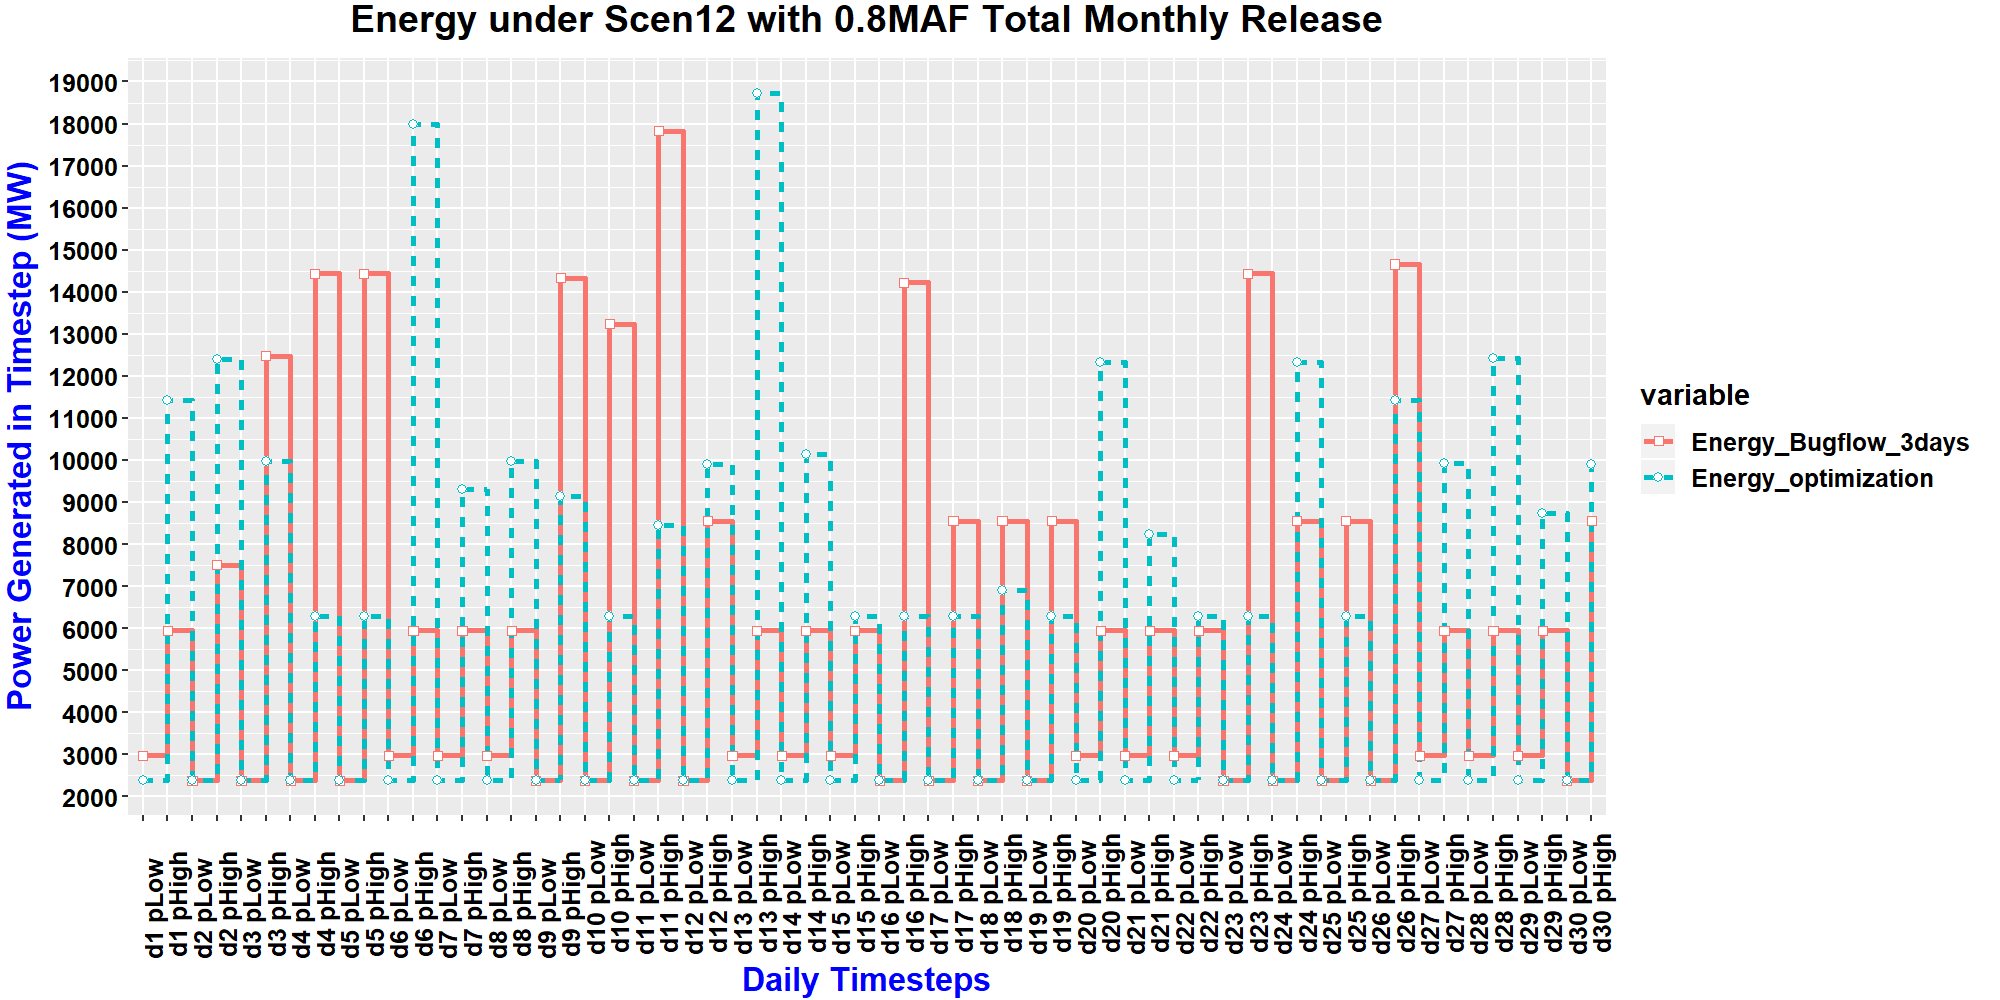 Energy under Scen12 with 0.8MAF Total Monthly Release
Power Generated in Timestep (MW)
19000
18000
17000
16000
15000
14000
13000
12000
11000
10000
9000
8000
7000
6000
5000
4000
3000
2000
d1 pLow
d1 pHigh
d2 pLow
d2 pHigh
d3 pLow
d3 pHigh
d4 pLow
d4 pHigh
d5 pLow
d5 pHigh
d6 pLow
d6 pHigh
d7 pLow
d7 pHigh
d8 pLow
d8 pHigh
d9 pLow
d9 pHigh
d10 pLow
d10 pHigh
d11 pLow
d11 pHigh
d12 pLow
d12 pHigh
d13 pLow
d13 pHigh
d14 pLow
d14 pHigh
d15 pLow
d15 pHigh
d16 pLow
d16 pHigh
d17 pLow
d17 pHigh
d18 pLow
d18 pHigh
d19 pLow
d19 pHigh
d20 pLow
d20 pHigh
d21 pLow
d21 pHigh
d22 pLow
d22 pHigh
d23 pLow
d23 pHigh
d24 pLow
d24 pHigh
d25 pLow
d25 pHigh
d26 pLow
d26 pHigh
d27 pLow
d27 pHigh
d28 pLow
d28 pHigh
d29 pLow
d29 pHigh
d30 pLow
d30 pHigh
Daily Timesteps
variable
Energy_Bugflow_3days
Energy_optimization